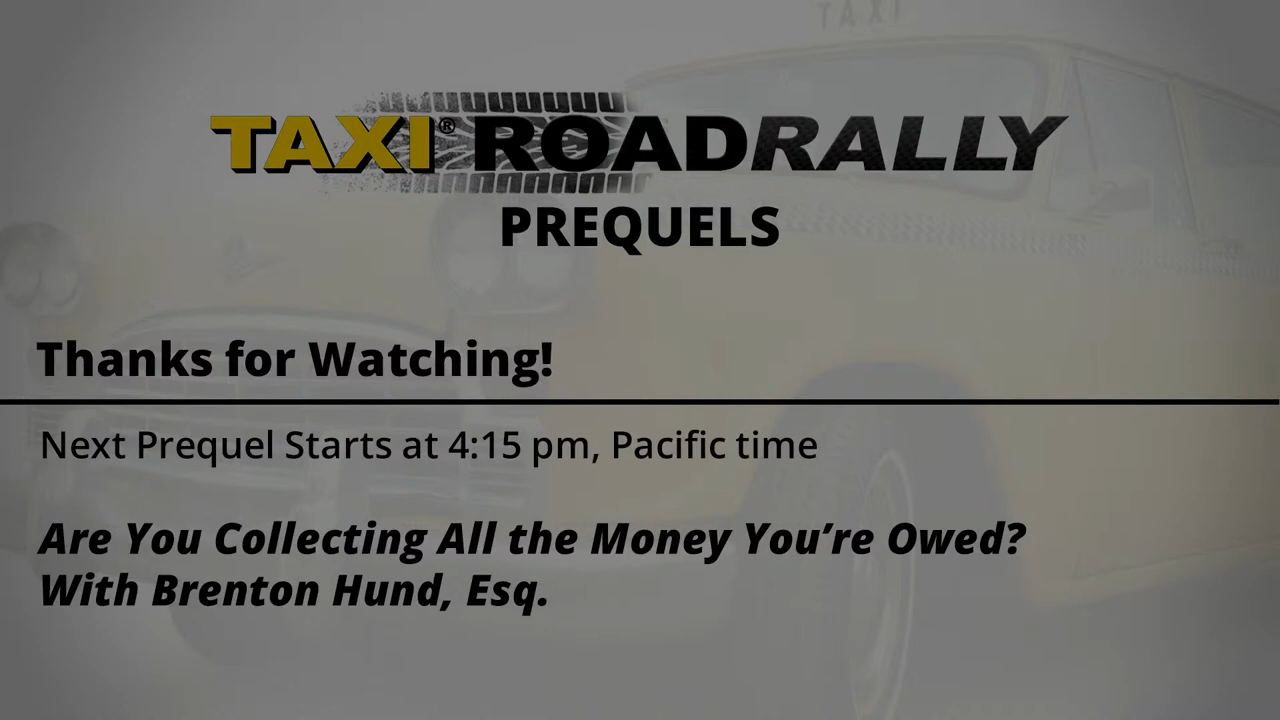 TAXI
TAXI® ROADRALLY
PREQUELS
Thanks for Watching!
Next Prequel Starts at 4:15 pm, Pacific time
Are You Collecting All the Money You’re Owed?
With Brenton Hund, Esq.